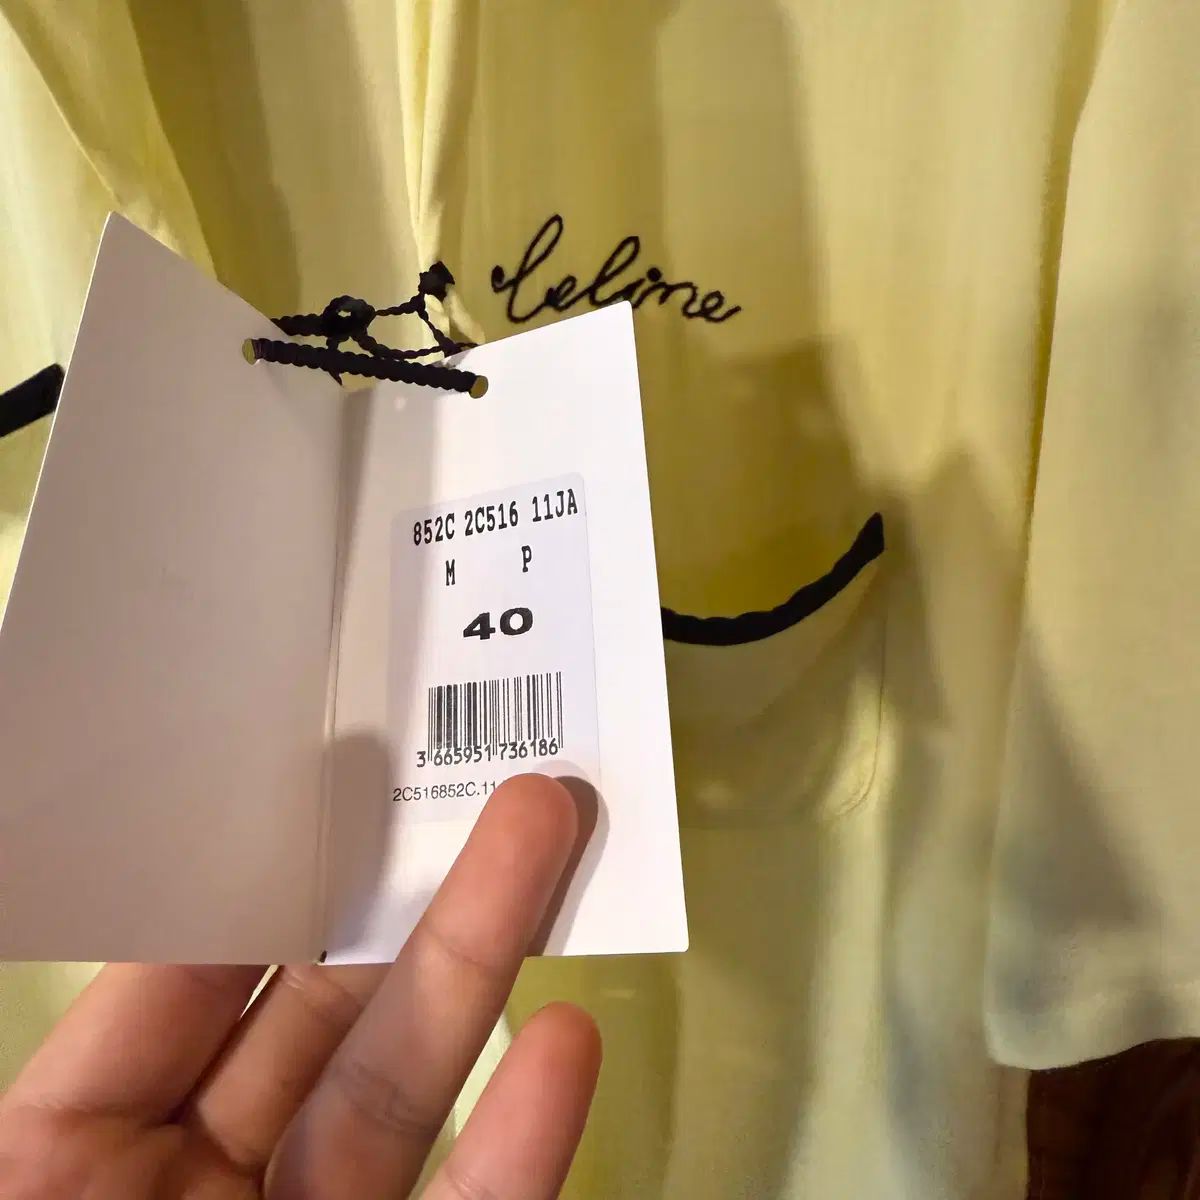 celine
852C 2C516 11JA
M P
40
3 665951 736186
2C516852C.11